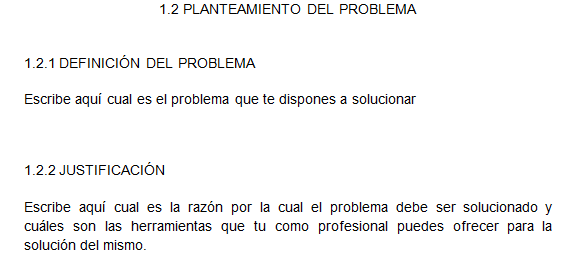 1.2 PLANTEAMIENTO DEL PROBLEMA
1.2.1 DEFINICIÓN DEL PROBLEMA
Escribe aquí cual es el problema que te dispones a solucionar
1.2.2 JUSTIFICACIÓN
Escribe aquí cual es la razón por la cual el problema debe ser solucionado y
cuáles son las herramientas que tu como profesional puedes ofrecer para la
solución del mismo.